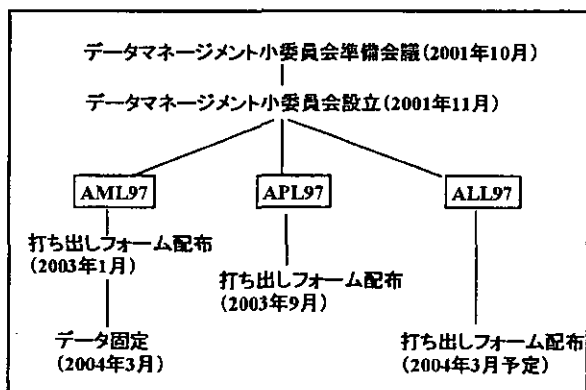 データマネージメント小委員会準備会議(2001年10月)
データマネージメント小委員会設立(2001年11月)
AML97
APL97
ALL97
打ち出しフォーム配布
(2003年1月)
打ち出しフォーム配布
(2003年9月)
データ固定
(2004年3月)
打ち出しフォーム配布
(2004年3月予定)